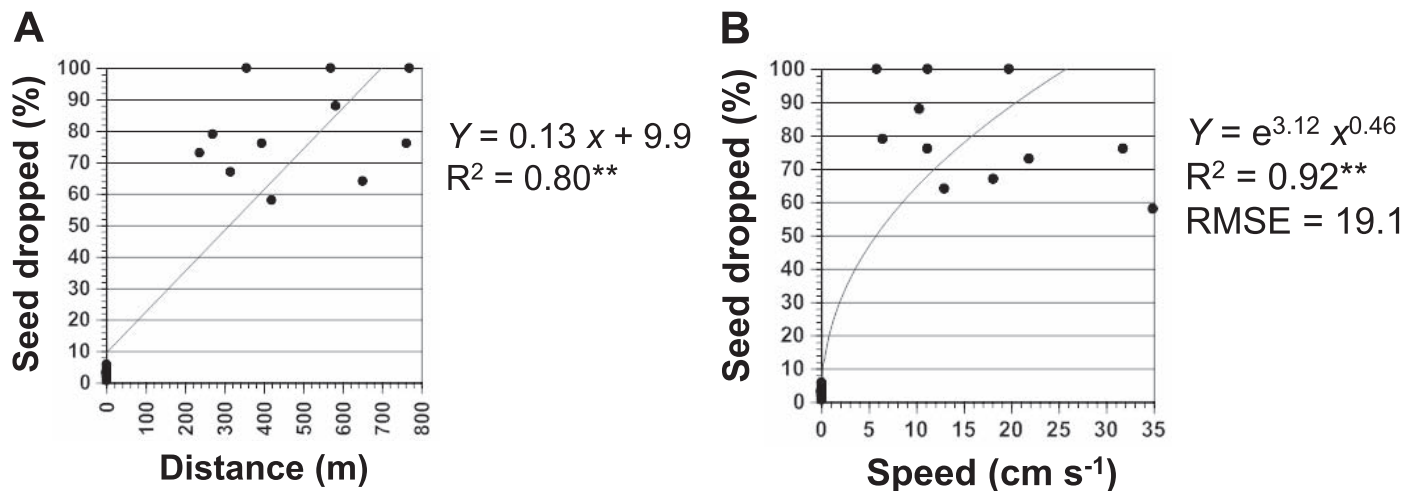 A
Seed dropped (%)
100
90
80
70
60
50
40
30
20
10
0
0 100 200 300 400 500 600 700 800
Distance (m)
Y = 0.13 x + 9.9
R² = 0.80**
B
Seed dropped (%)
100
90
80
70
60
50
40
30
20
10
0
0 5 10 15 20 25 30 35
Speed (cm s⁻¹)
Y = e³·¹² x⁰·⁴⁶
R² = 0.92**
RMSE = 19.1